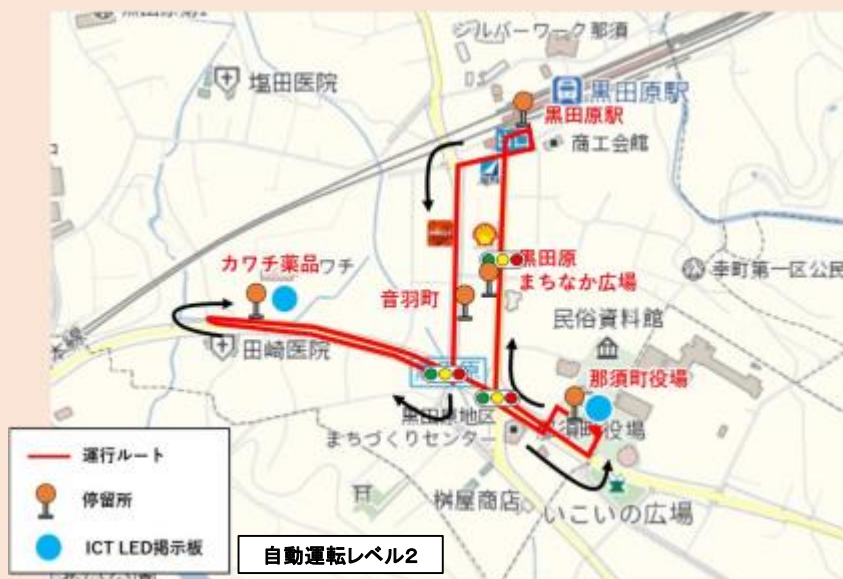 シルバーワーク那須
塩田医院
黒田原駅
黒田原駅
商工会館
カワチ薬品
ワチ
音羽町
黒田原
まちなか広場
幸町第一区公民
民俗資料館
田崎医院
那須町役場
黒田原地区
まちづくりセンター
那須町役場
本線
桝屋商店
いこいの広場
運行ルート
停留所
ICT LED掲示板
自動運転レベル2